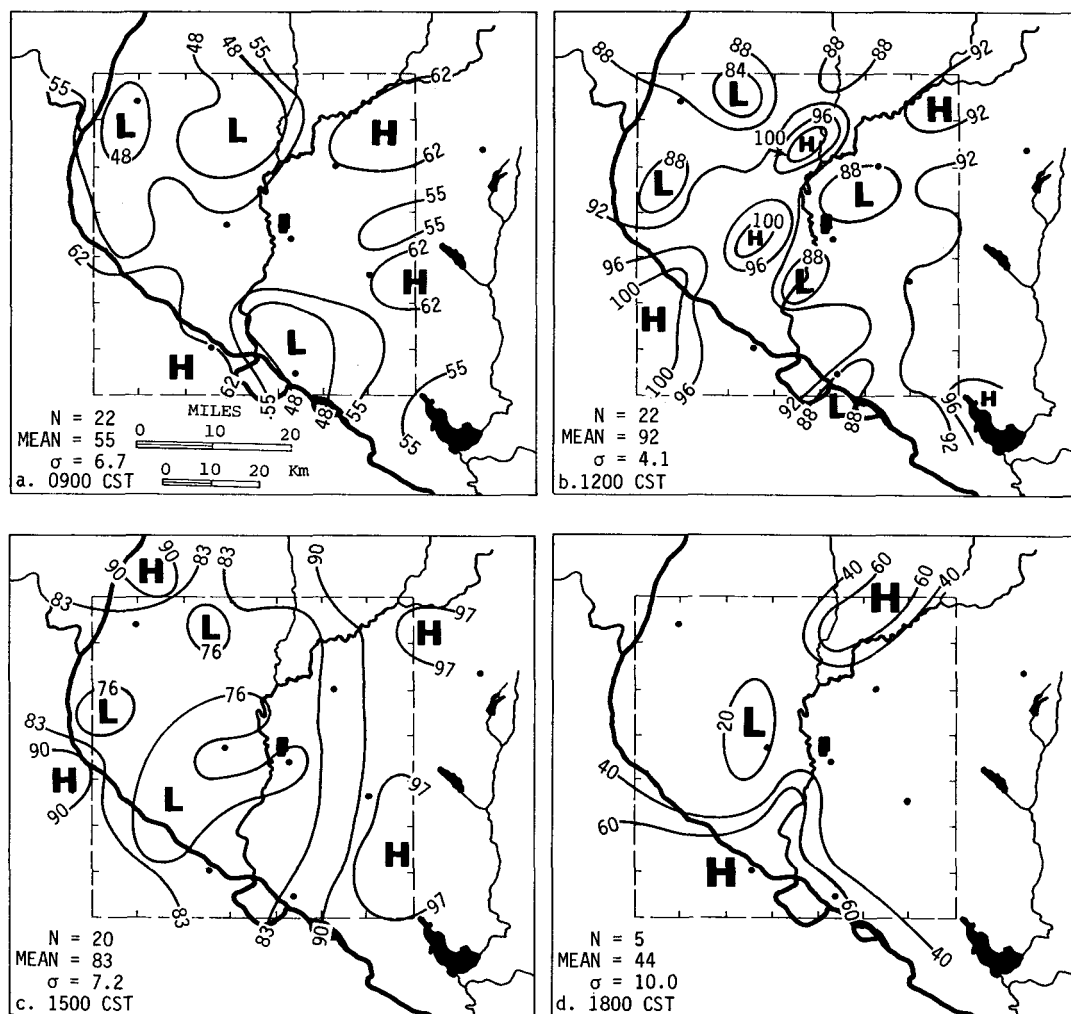 48
48
55
55
62
L
L
H
48
62
55
55
62
62
H
62
L
H
62
55
48
48
55
55
55
MILES
0 10 20
0 10 20 Km
N = 22
MEAN = 55
σ = 6.7
a. 0900 CST
88
88
88
92
88
84
L
H
92
96
100
H
88
L
88
L
92
92
100
H
96
96
88
L
100
H
100
96
92
88
L
88
96
H
92
N = 22
MEAN = 92
σ = 4.1
b.1200 CST
90
90
H
83
83
90
83
97
L
H
76
97
76
76
L
83
90
H
90
L
97
H
83
83
90
97
N = 20
MEAN = 83
σ = 7.2
c. 1500 CST
40
60
60
40
H
20
L
40
60
H
60
40
N = 5
MEAN = 44
σ = 10.0
d. 1800 CST